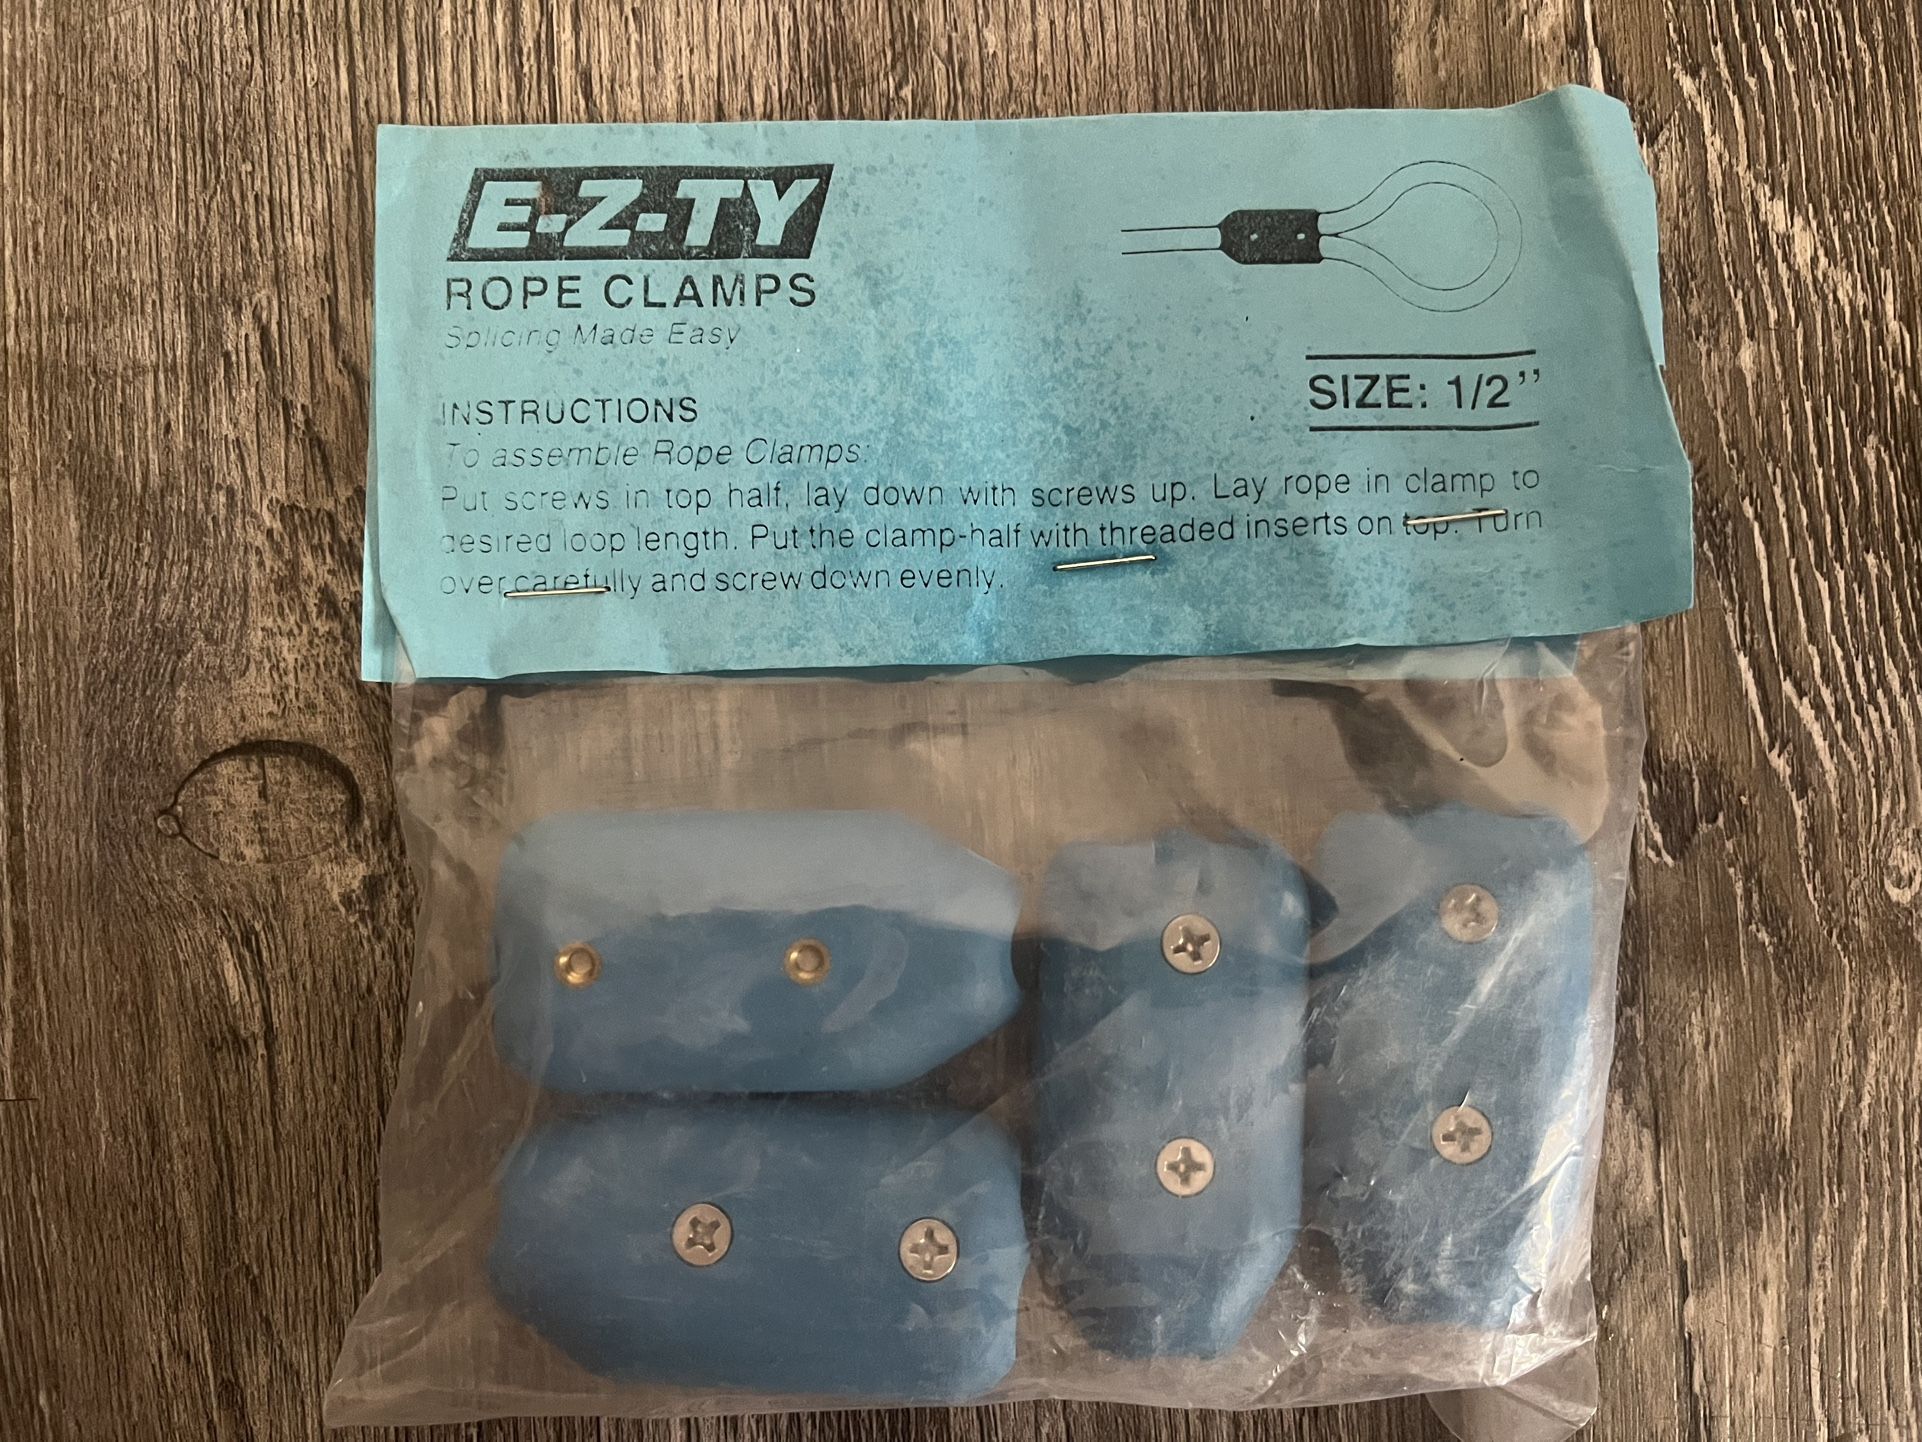 E-Z-TY
ROPE CLAMPS
Splicing Made Easy
SIZE: 1/2’’
INSTRUCTIONS
To assemble Rope Clamps:
Put screws in top half, lay down with screws up. Lay rope in clamp to
desired loop length. Put the clamp-half with threaded inserts on top. Turn
over carefully and screw down evenly.